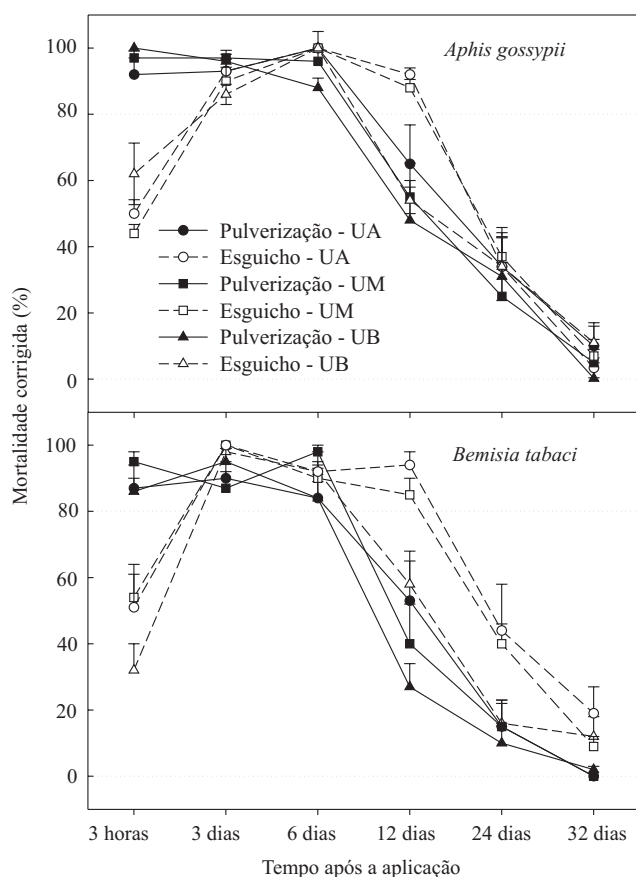 Aphis gossypii
100
80
60
40
20
0
Pulverização - UA
Esguicho - UA
Pulverização - UM
Esguicho - UM
Pulverização - UB
Esguicho - UB
Mortalidade corrigida (%)
Bemisia tabaci
100
80
60
40
20
0
3 horas 3 dias 6 dias 12 dias 24 dias 32 dias
Tempo após a aplicação